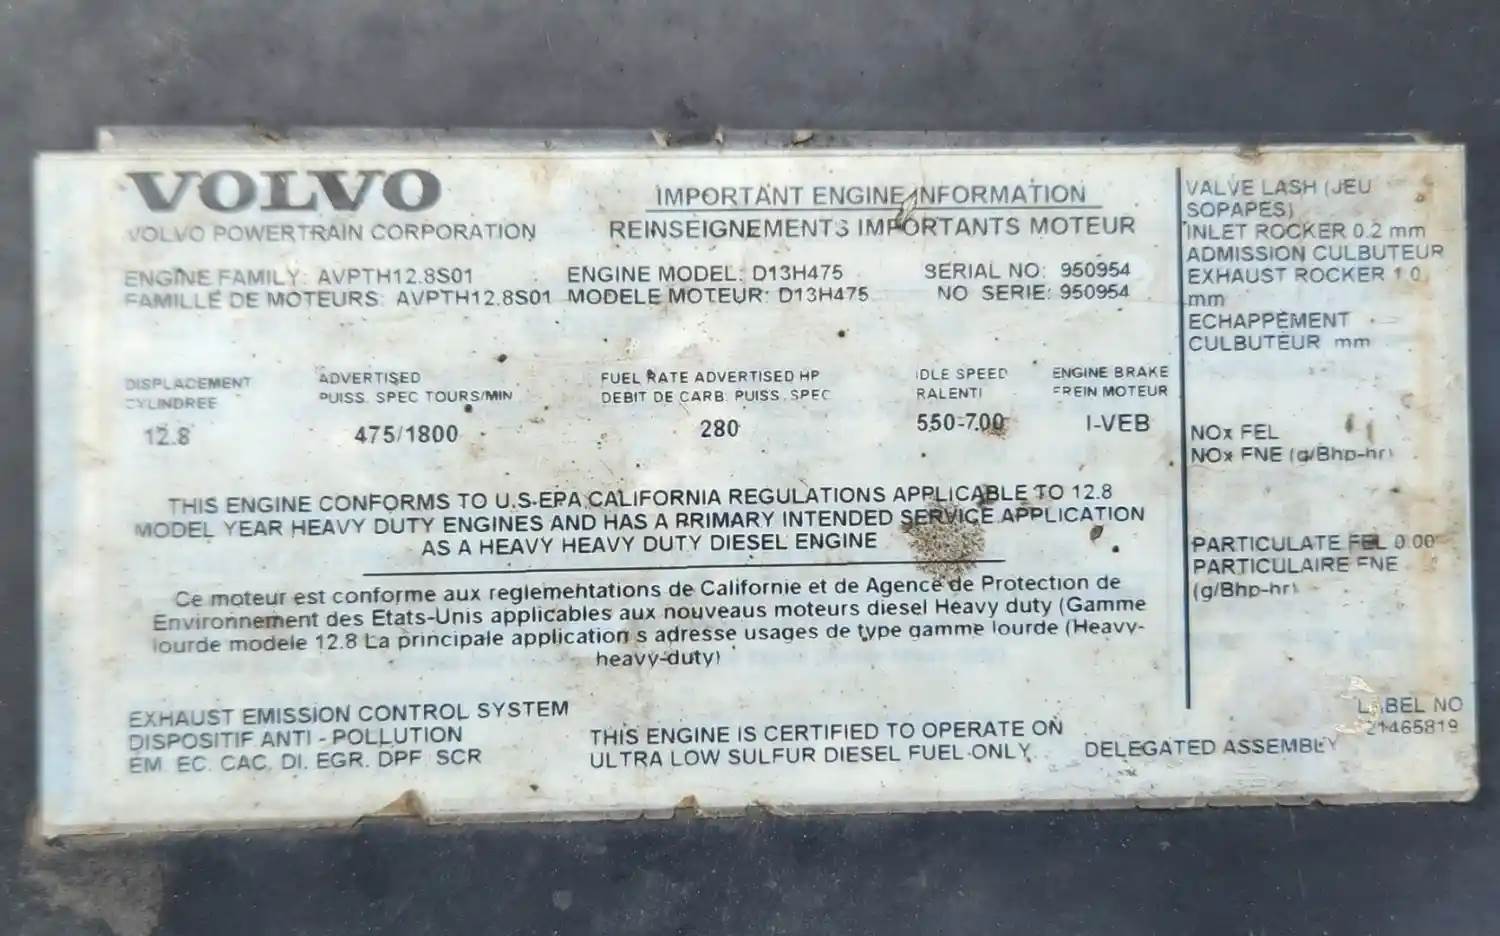 VOLVO
VOLVO POWERTRAIN CORPORATION
IMPORTANT ENGINE INFORMATION
REINSEIGNEMENTS IMPORTANTS MOTEUR
ENGINE FAMILY: AVPTH12.8S01
FAMILLE DE MOTEURS: AVPTH12.8S01
ENGINE MODEL: D13H475
MODELE MOTEUR: D13H475
SERIAL NO: 950954
NO SERIE: 950954
DISPLACEMENT
CYLINDREE
12.8
ADVERTISED
PUISS. SPEC TOURS/MIN
475/1800
FUEL RATE ADVERTISED HP
DEBIT DE CARB. PUISS. SPEC
280
IDLE SPEED
RALENTI
550-700
ENGINE BRAKE
FREIN MOTEUR
I-VEB
THIS ENGINE CONFORMS TO U.S-EPA CALIFORNIA REGULATIONS APPLICABLE TO 12.8
MODEL YEAR HEAVY DUTY ENGINES AND HAS A PRIMARY INTENDED SERVICE APPLICATION
AS A HEAVY HEAVY DUTY DIESEL ENGINE
Ce moteur est conforme aux reglemehtations de Californie et de Agence de Protection de
Environnement des Etats-Unis applicables aux nouveaus moteurs diesel Heavy duty (Gamme
lourde modele 12.8 La principale application s adresse usages de type gamme lourde (Heavy-
heavy-duty)
EXHAUST EMISSION CONTROL SYSTEM
DISPOSITIF ANTI - POLLUTION
EM, EC, CAC, DI, EGR, DPF SCR
THIS ENGINE IS CERTIFIED TO OPERATE ON
ULTRA LOW SULFUR DIESEL FUEL ONLY.
DELEGATED ASSEMBLY
VALVE LASH (JEU
SOPAPES)
INLET ROCKER 0.2 mm
ADMISSION CULBUTEUR
EXHAUST ROCKER 1.0
mm
ECHAPPEMENT
CULBUTEUR mm
NOx FEL
NOx FNE (g/Bhp-hr)
PARTICULATE FEL 0.00
PARTICULAIRE FNE
(g/Bhp-hr)
LABEL NO
21465819